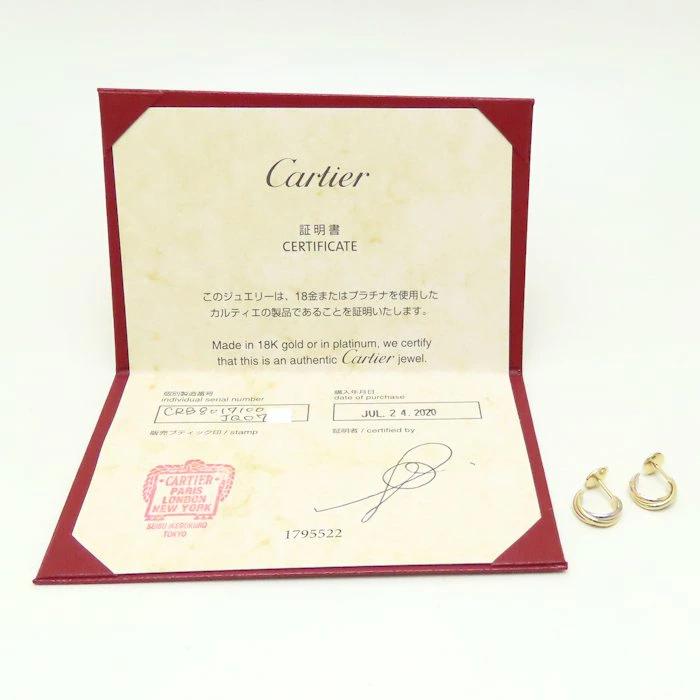 Cartier
証明書
CERTIFICATE
このジュエリーは、18金またはプラチナを使用した
カルティエの製品であることを証明いたします。
Made in 18K gold or in platinum, we certify
that this is an authentic Cartier jewel.
個別製造番号
individual serial number
CRB8017100
JQ07
購入年月日
date of purchase
JUL. 24. 2020
販売ブティック印 / stamp
証明者 / certified by
CARTIER
PARIS
LONDON
NEW YORK
SEIBU IKEBUKURO
TOKYO
1795522